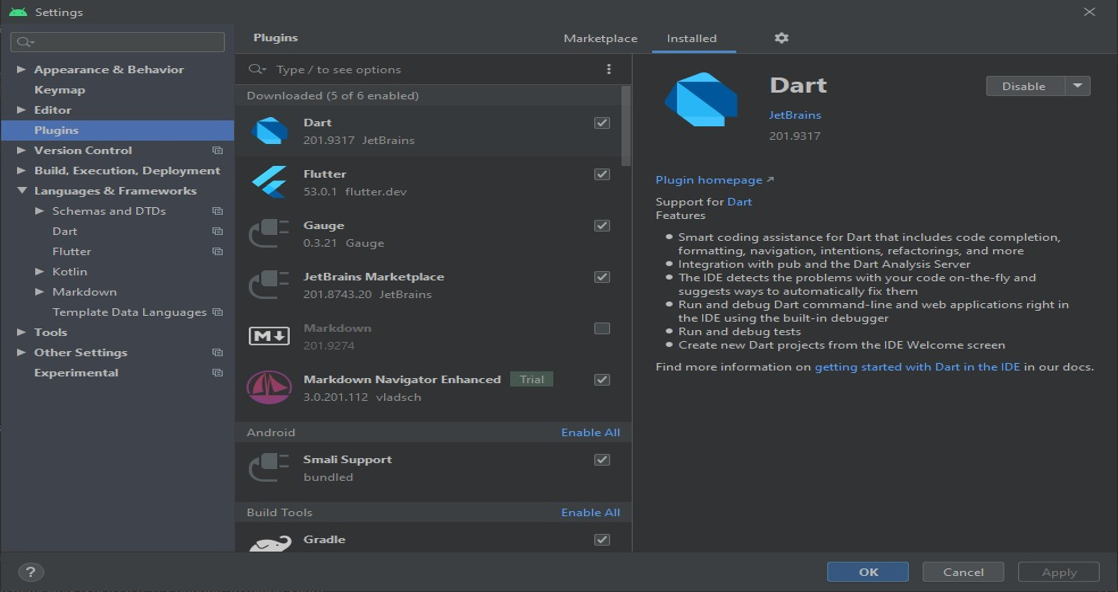 Settings
Plugins
Marketplace
Installed
Type / to see options
Appearance & Behavior
Keymap
Editor
Plugins
Version Control
Build, Execution, Deployment
Languages & Frameworks
Schemas and DTDs
Dart
Flutter
Kotlin
Markdown
Template Data Languages
Tools
Other Settings
Experimental
Downloaded (5 of 6 enabled)
Dart
201.9317 JetBrains
Flutter
53.0.1 flutter.dev
Gauge
0.3.21 Gauge
JetBrains Marketplace
201.8743.20 JetBrains
Markdown
201.9274
Markdown Navigator Enhanced Trial
3.0.201.112 vladsch
Android Enable All
Smali Support
bundled
Build Tools Enable All
Gradle
Dart
Disable
JetBrains
201.9317
Plugin homepage ↗
Support for Dart
Features
• Smart coding assistance for Dart that includes code completion,
formatting, navigation, intentions, refactorings, and more
• Integration with pub and the Dart Analysis Server
• The IDE detects the problems with your code on-the-fly and
suggests ways to automatically fix them
• Run and debug Dart command-line and web applications right in
the IDE using the built-in debugger
• Run and debug tests
• Create new Dart projects from the IDE Welcome screen
Find more information on getting started with Dart in the IDE in our docs.
M↓
?
OK
Cancel
Apply